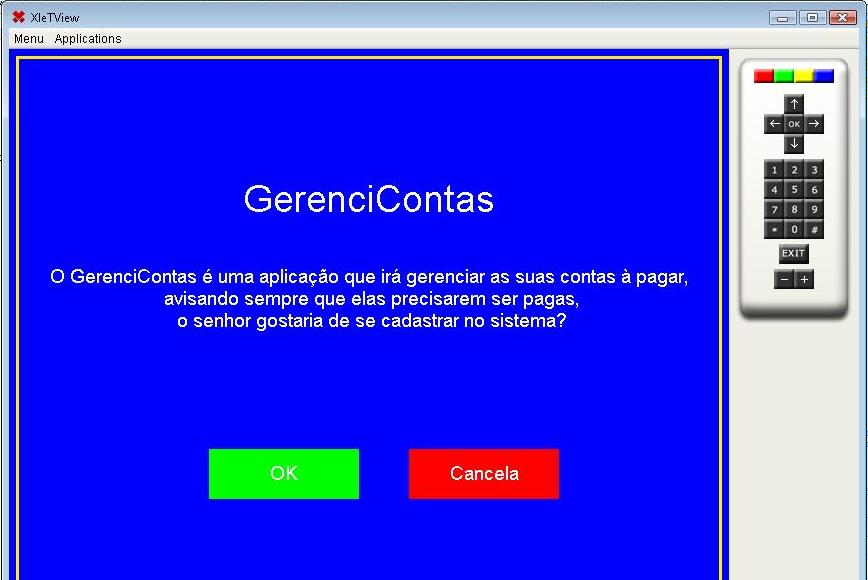 XleTView
Menu Applications
GerenciContas
O GerenciContas é uma aplicação que irá gerenciar as suas contas à pagar,
avisando sempre que elas precisarem ser pagas,
o senhor gostaria de se cadastrar no sistema?
OK Cancela
↑
← OK →
↓
1 2 3
4 5 6
7 8 9
* 0 #
EXIT
− +